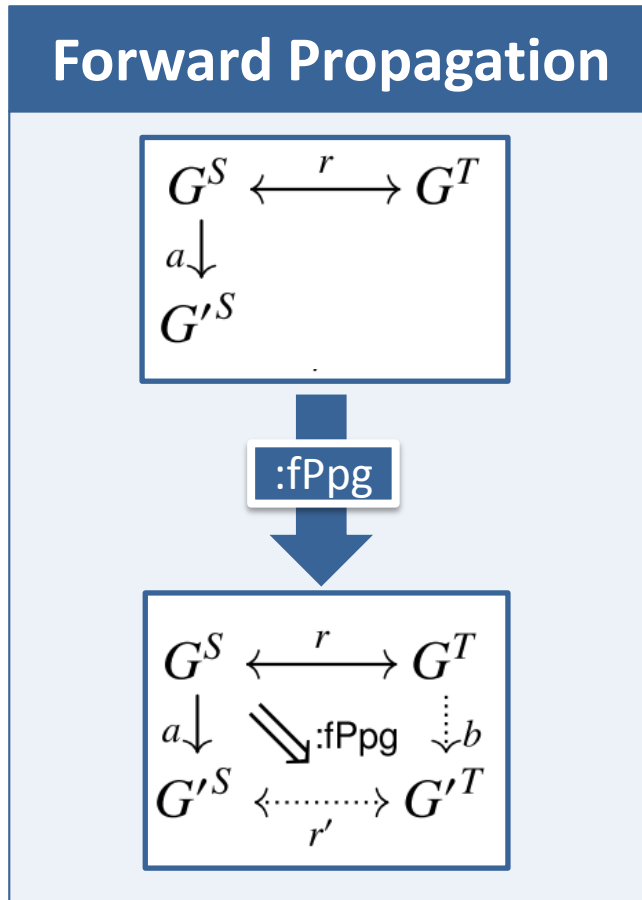 Forward Propagation
G^S r G^T
a
G'^S
.
:fPpg
G^S r G^T
a :fPpg b
G'^S G'^T
r'